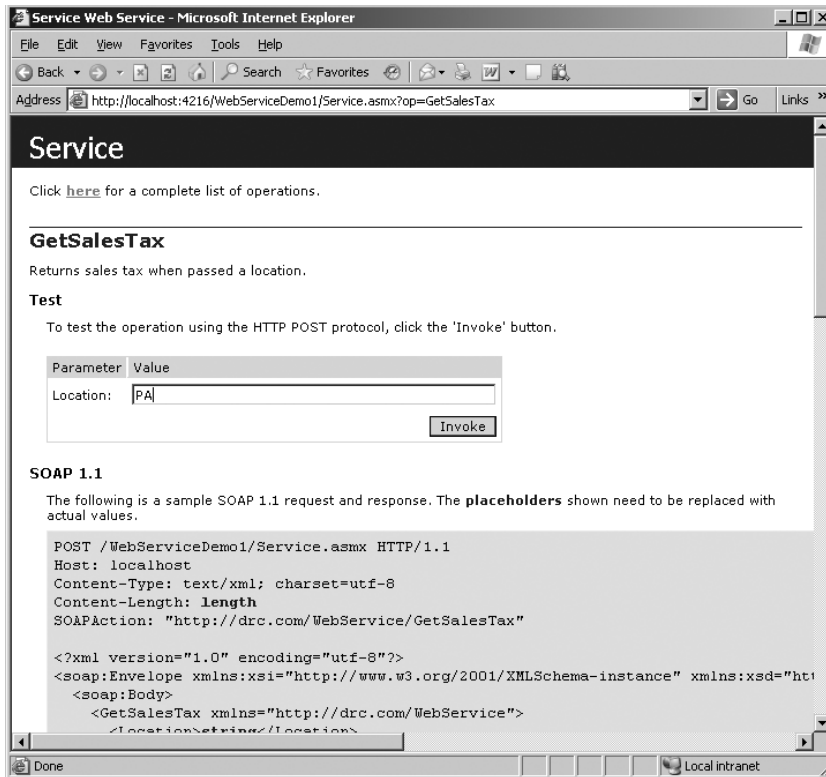 Service Web Service - Microsoft Internet Explorer
File Edit View Favorites Tools Help
Back Search Favorites
Address http://localhost:4216/WebServiceDemo1/Service.asmx?op=GetSalesTax Go Links »
Service
Click here for a complete list of operations.
GetSalesTax
Returns sales tax when passed a location.
Test
To test the operation using the HTTP POST protocol, click the 'Invoke' button.
Parameter Value
Location: PA
Invoke
SOAP 1.1
The following is a sample SOAP 1.1 request and response. The placeholders shown need to be replaced with
actual values.
POST /WebServiceDemo1/Service.asmx HTTP/1.1
Host: localhost
Content-Type: text/xml; charset=utf-8
Content-Length: length
SOAPAction: "http://drc.com/WebService/GetSalesTax"
<?xml version="1.0" encoding="utf-8"?>
<soap:Envelope xmlns:xsi="http://www.w3.org/2001/XMLSchema-instance" xmlns:xsd="htt
<soap:Body>
<GetSalesTax xmlns="http://drc.com/WebService">
<Location>string</Location>
Done Local intranet